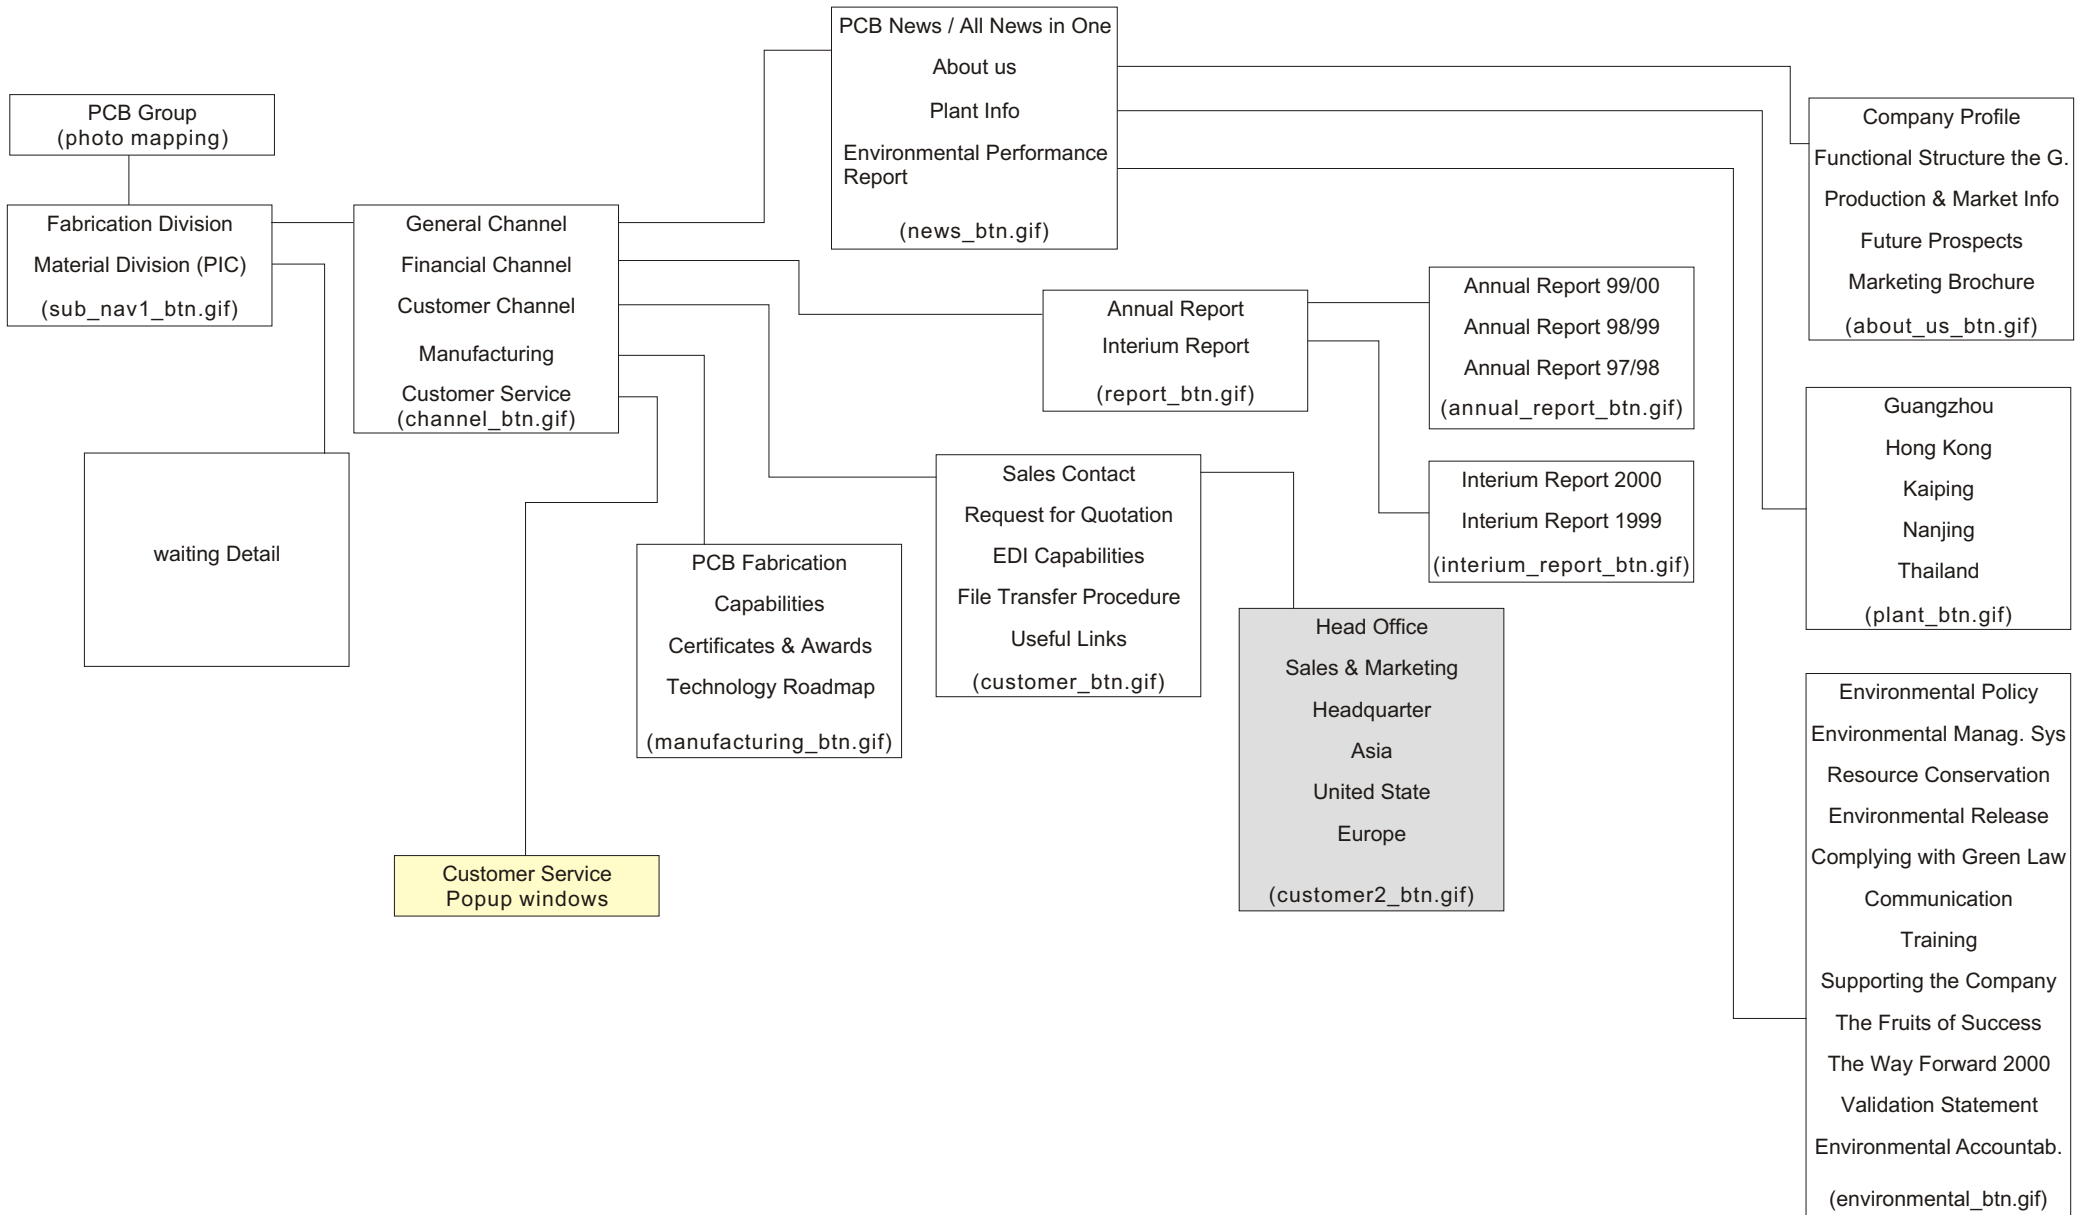 PCB Group
(photo mapping)
Fabrication Division
Material Division (PIC)
(sub_nav1_btn.gif)
waiting Detail
General Channel
Financial Channel
Customer Channel
Manufacturing
Customer Service
(channel_btn.gif)
Customer Service
Popup windows
PCB Fabrication
Capabilities
Certificates & Awards
Technology Roadmap
(manufacturing_btn.gif)
PCB News / All News in One
About us
Plant Info
Environmental Performance
Report
(news_btn.gif)
Sales Contact
Request for Quotation
EDI Capabilities
File Transfer Procedure
Useful Links
(customer_btn.gif)
Annual Report
Interium Report
(report_btn.gif)
Head Office
Sales & Marketing
Headquarter
Asia
United State
Europe
(customer2_btn.gif)
Annual Report 99/00
Annual Report 98/99
Annual Report 97/98
(annual_report_btn.gif)
Interium Report 2000
Interium Report 1999
(interium_report_btn.gif)
Company Profile
Functional Structure the G.
Production & Market Info
Future Prospects
Marketing Brochure
(about_us_btn.gif)
Guangzhou
Hong Kong
Kaiping
Nanjing
Thailand
(plant_btn.gif)
Environmental Policy
Environmental Manag. Sys
Resource Conservation
Environmental Release
Complying with Green Law
Communication
Training
Supporting the Company
The Fruits of Success
The Way Forward 2000
Validation Statement
Environmental Accountab.
(environmental_btn.gif)